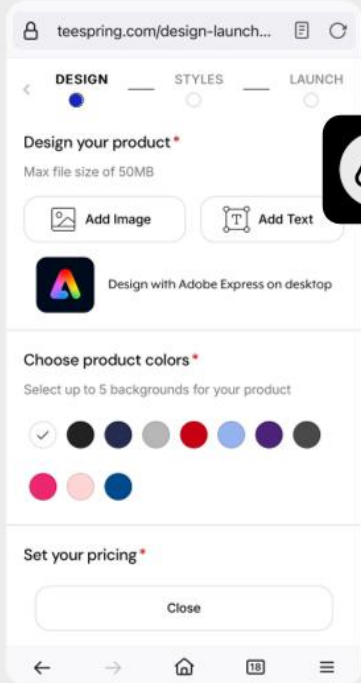 teespring.com/design-launch...
DESIGN STYLES LAUNCH
Design your product*
Max file size of 50MB
Add Image T Add Text
Design with Adobe Express on desktop
Choose product colors*
Select up to 5 backgrounds for your product
Set your pricing*
Close
18